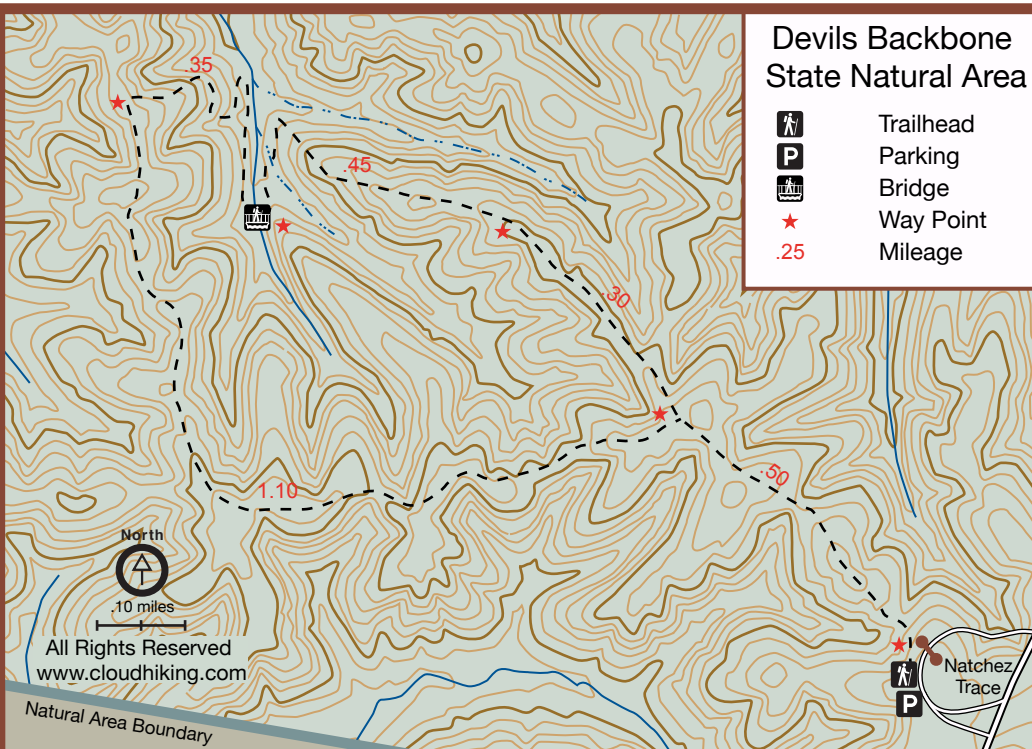 Devils Backbone
State Natural Area
Trailhead
P Parking
Bridge
Way Point
.25 Mileage
.35
.45
.30
.50
1.10
North
.10 miles
All Rights Reserved
www.cloudhiking.com
Natchez
Trace
P
Natural Area Boundary